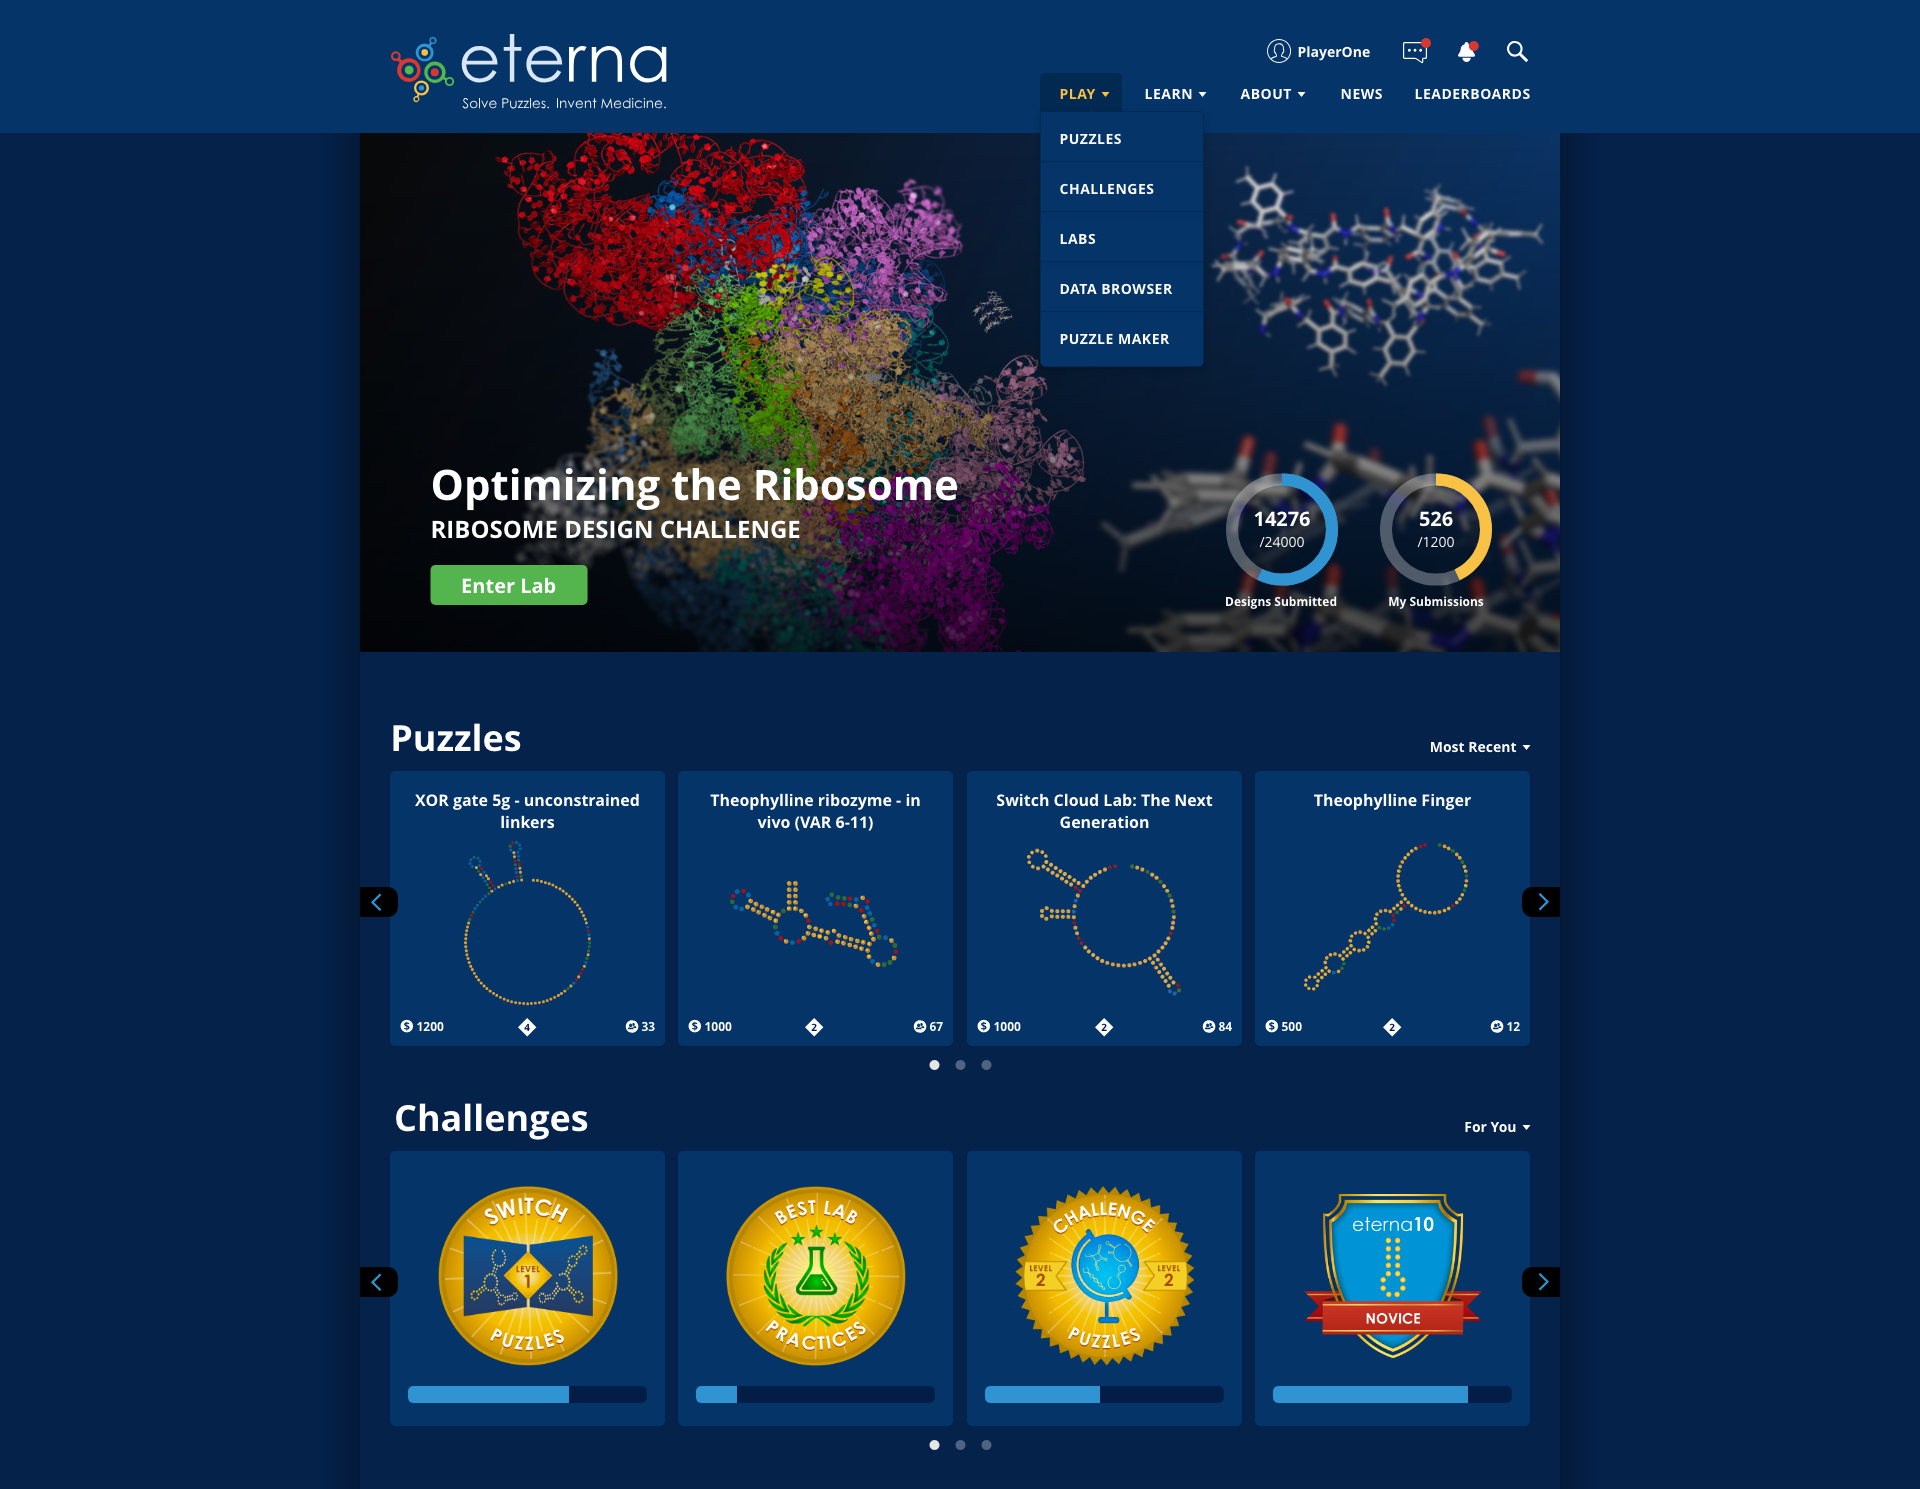 eterna
Solve Puzzles. Invent Medicine.
PlayerOne
PLAY
LEARN
ABOUT
NEWS
LEADERBOARDS
PUZZLES
CHALLENGES
LABS
DATA BROWSER
PUZZLE MAKER
Optimizing the Ribosome
RIBOSOME DESIGN CHALLENGE
Enter Lab
14276
/24000
Designs Submitted
526
/1200
My Submissions
Puzzles
Most Recent
XOR gate 5g - unconstrained
linkers
$ 1200
4
33
Theophylline ribozyme - in
vivo (VAR 6-11)
$ 1000
2
67
Switch Cloud Lab: The Next
Generation
$ 1000
2
84
Theophylline Finger
$ 500
2
12
Challenges
For You
SWITCH
LEVEL
1
PUZZLES
BEST LAB
PRACTICES
CHALLENGE
LEVEL
2
LEVEL
2
PUZZLES
eterna10
NOVICE